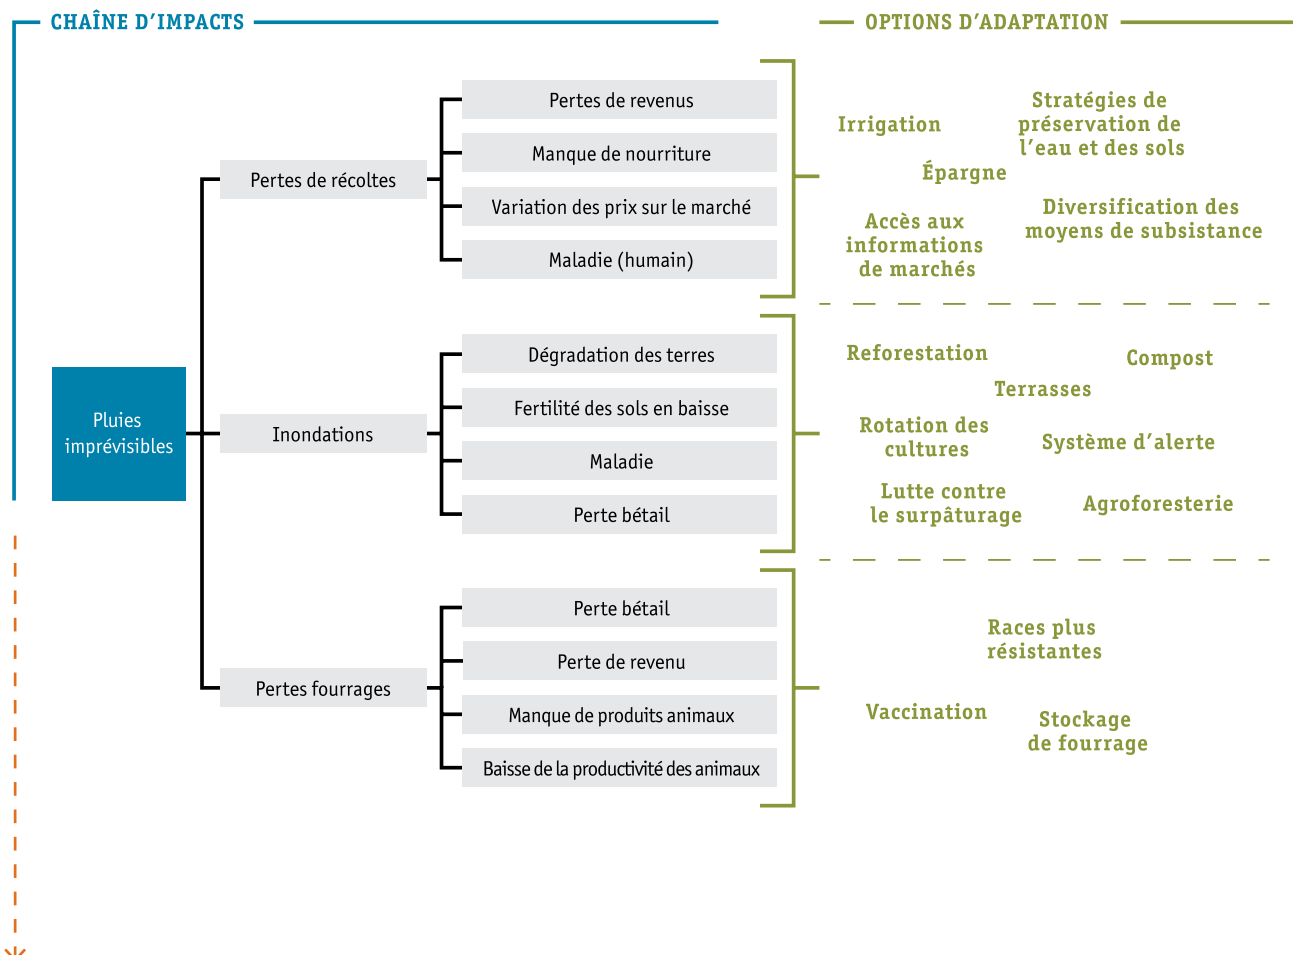 CHAÎNE D’IMPACTS
OPTIONS D’ADAPTATION
Pluies
imprévisibles
Pertes de récoltes
Pertes de revenus
Manque de nourriture
Variation des prix sur le marché
Maladie (humain)
Irrigation
Stratégies de
préservation de
l’eau et des sols
Épargne
Accès aux
informations
de marchés
Diversification des
moyens de subsistance
Inondations
Dégradation des terres
Fertilité des sols en baisse
Maladie
Perte bétail
Reforestation
Compost
Terrasses
Rotation des
cultures
Système d’alerte
Lutte contre
le surpâturage
Agroforesterie
Pertes fourrages
Perte bétail
Perte de revenu
Manque de produits animaux
Baisse de la productivité des animaux
Races plus
résistantes
Vaccination
Stockage
de fourrage